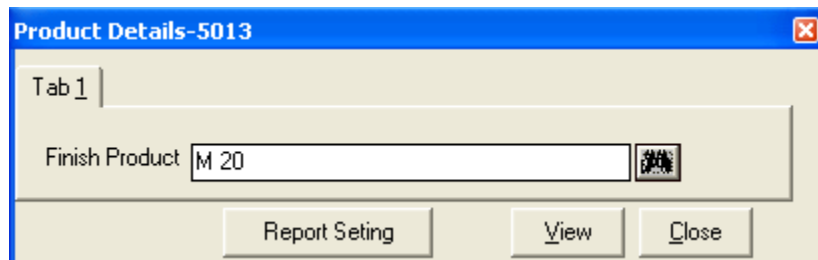 Product Details-5013
Tab 1
Finish Product M 20
Report Seting View Close